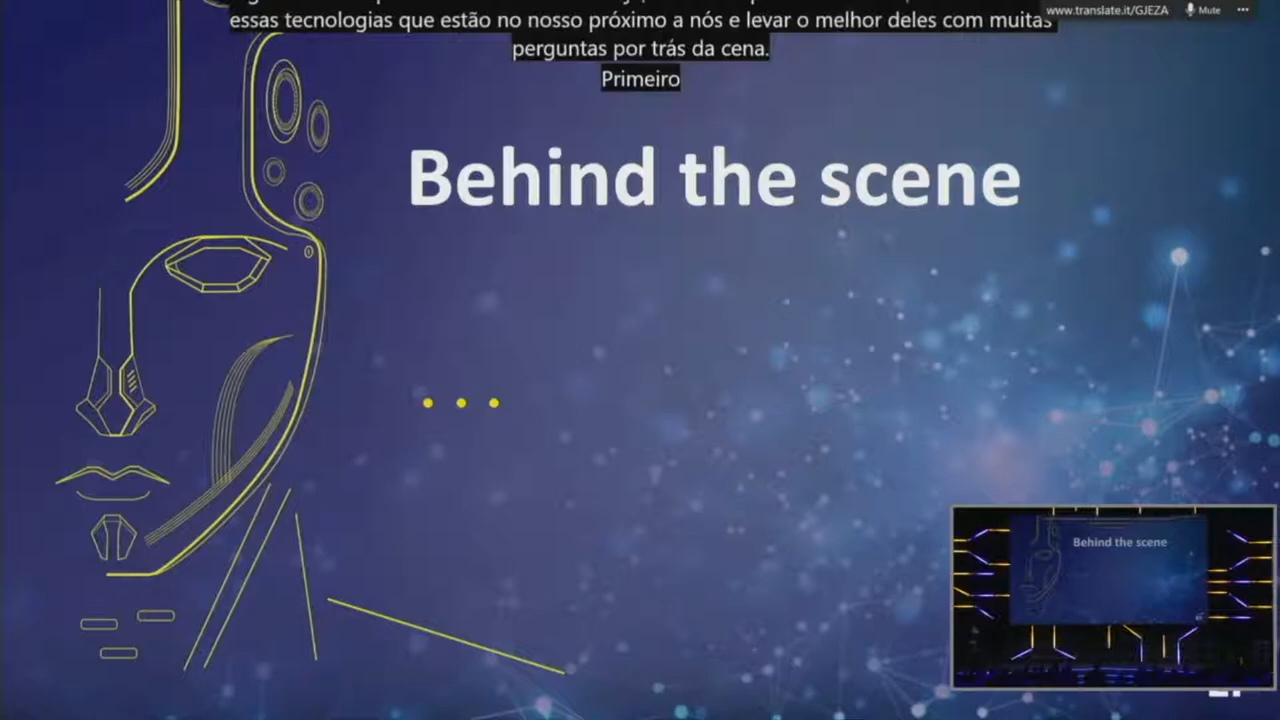 www.translate.it/GJEZA Mute
essas tecnologias que estão no nosso próximo a nós e levar o melhor deles com muitas
perguntas por trás da cena.
Primeiro
Behind the scene
Behind the scene